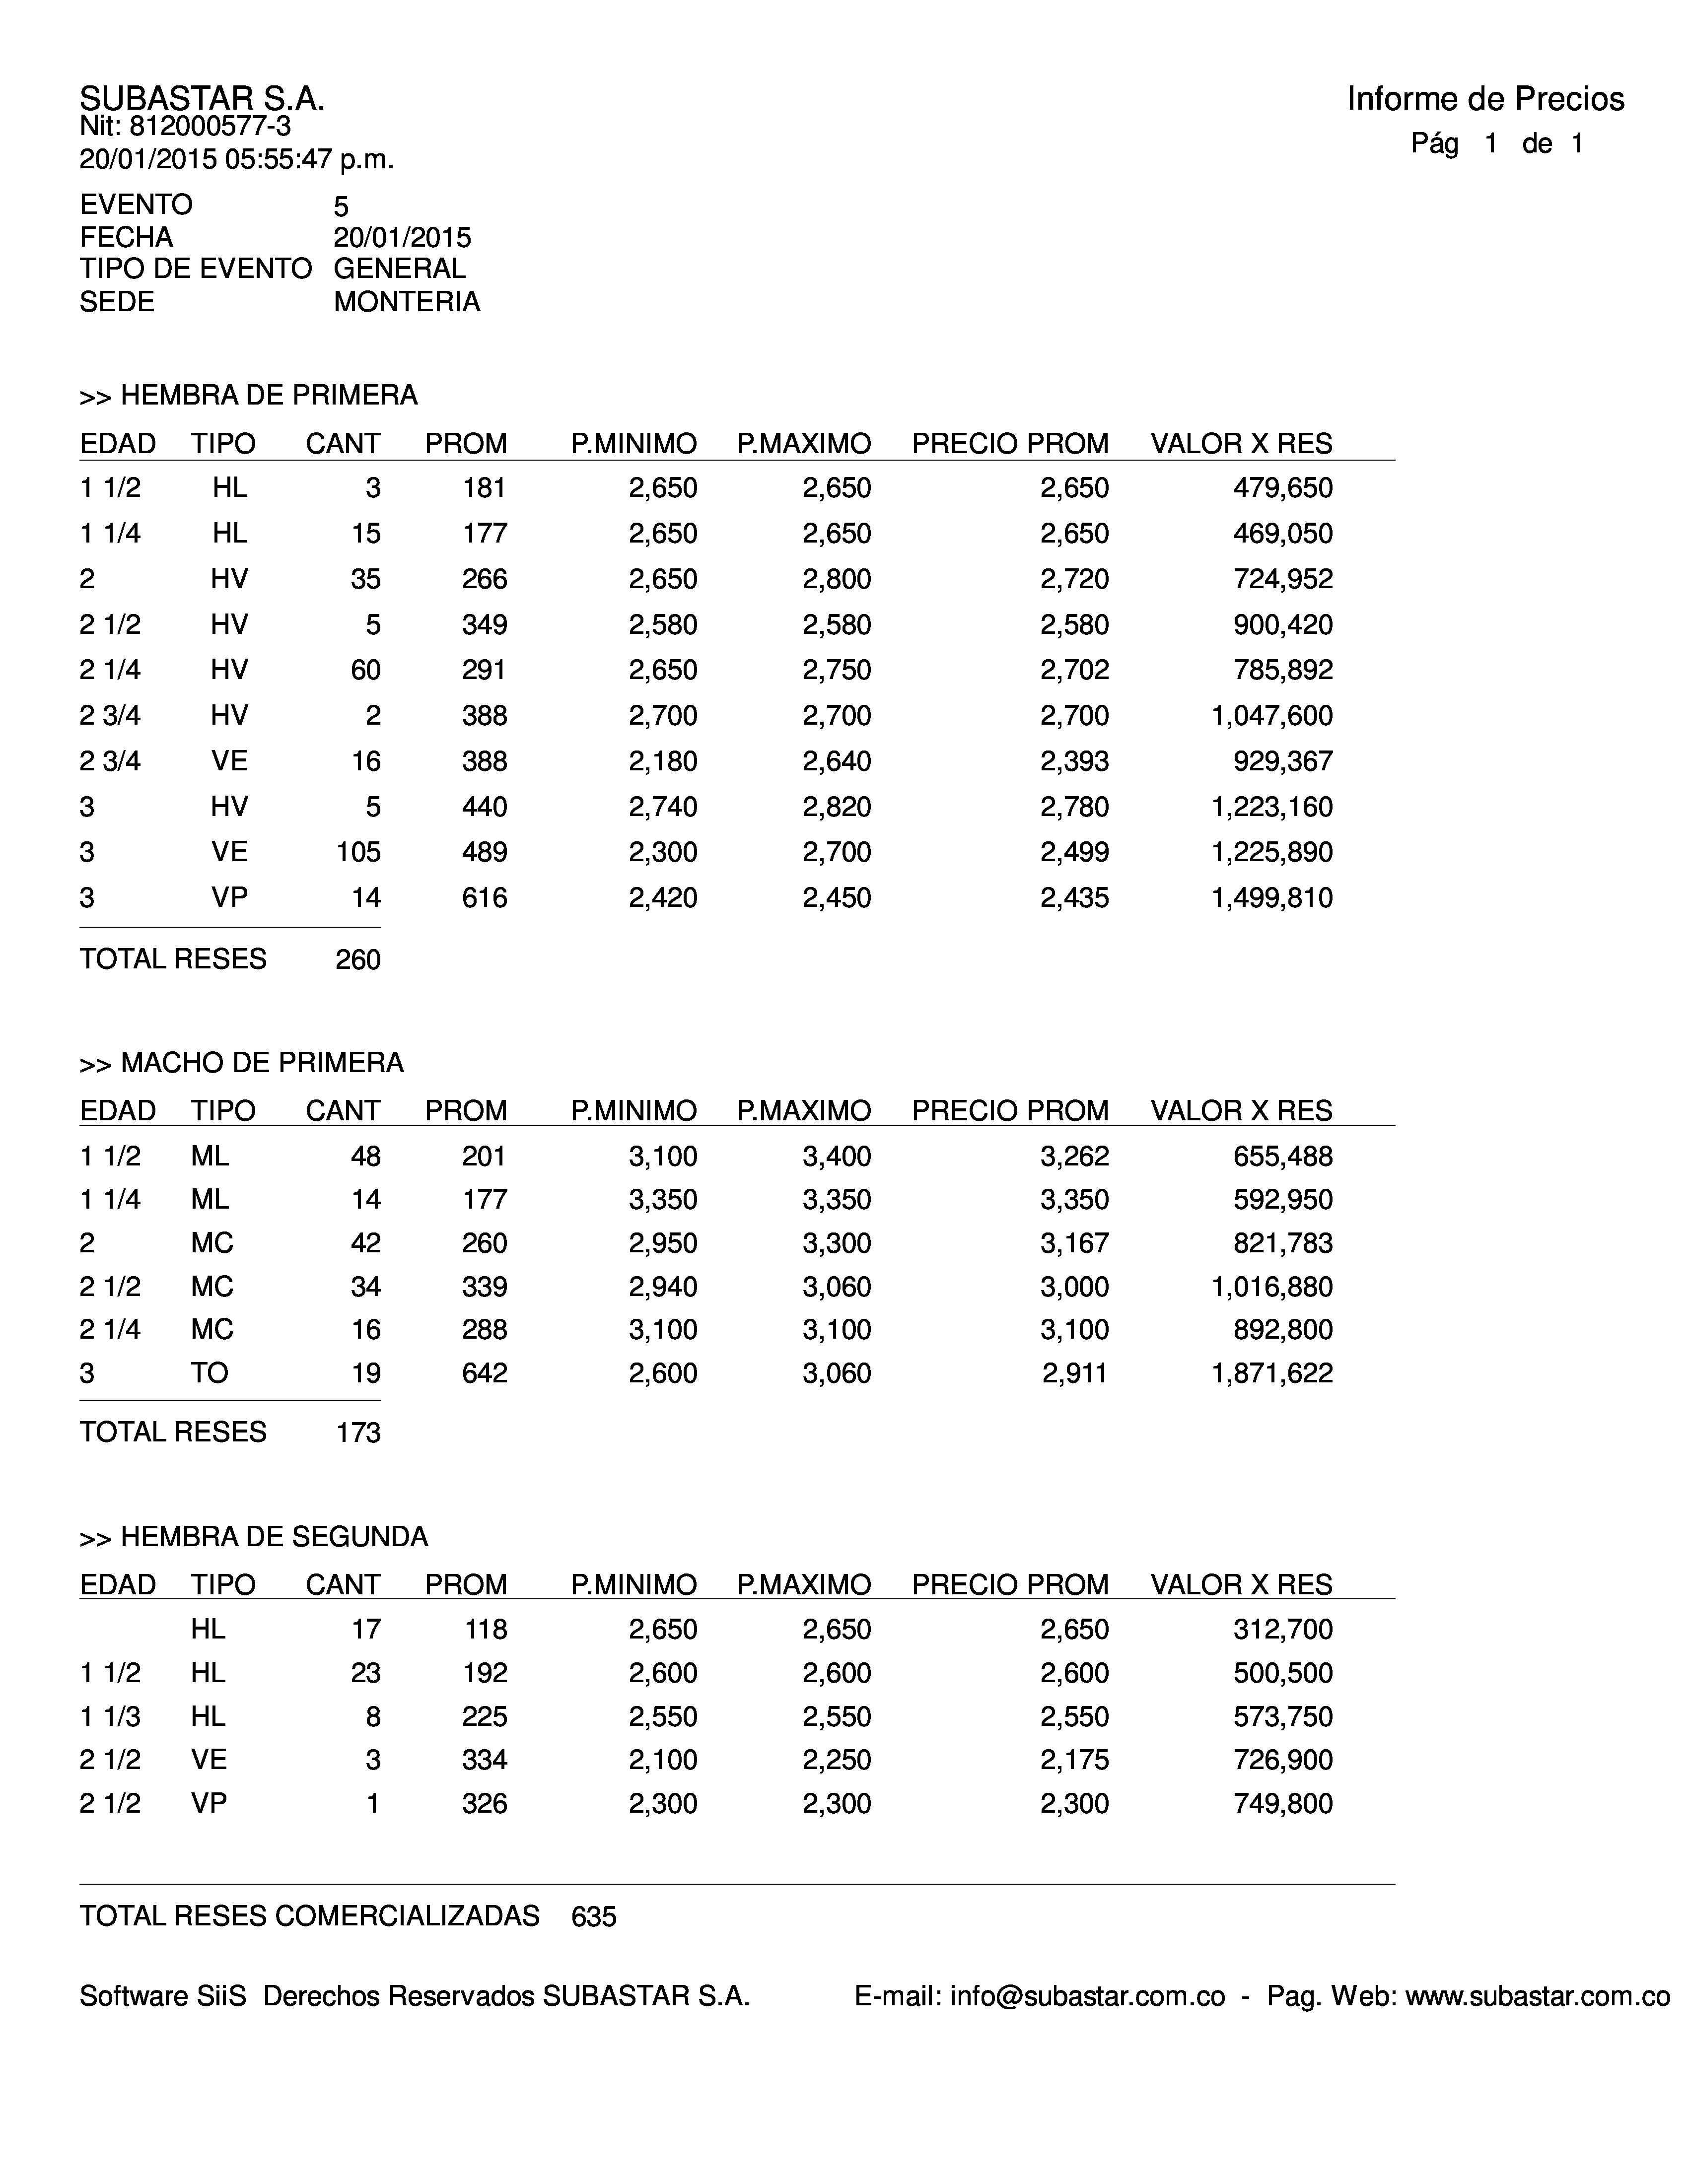 SUBASTAR S.A.
Nit: 812000577-3
20/01/2015 05:55:47 p.m.
Informe de Precios
Pág 1 de 1
EVENTO 5
FECHA 20/01/2015
TIPO DE EVENTO GENERAL
SEDE MONTERIA
>> HEMBRA DE PRIMERA
EDAD TIPO CANT PROM P.MINIMO P.MAXIMO PRECIO PROM VALOR X RES
1 1/2 HL 3 181 2,650 2,650 2,650 479,650
1 1/4 HL 15 177 2,650 2,650 2,650 469,050
2 HV 35 266 2,650 2,800 2,720 724,952
2 1/2 HV 5 349 2,580 2,580 2,580 900,420
2 1/4 HV 60 291 2,650 2,750 2,702 785,892
2 3/4 HV 2 388 2,700 2,700 2,700 1,047,600
2 3/4 VE 16 388 2,180 2,640 2,393 929,367
3 HV 5 440 2,740 2,820 2,780 1,223,160
3 VE 105 489 2,300 2,700 2,499 1,225,890
3 VP 14 616 2,420 2,450 2,435 1,499,810
TOTAL RESES 260
>> MACHO DE PRIMERA
EDAD TIPO CANT PROM P.MINIMO P.MAXIMO PRECIO PROM VALOR X RES
1 1/2 ML 48 201 3,100 3,400 3,262 655,488
1 1/4 ML 14 177 3,350 3,350 3,350 592,950
2 MC 42 260 2,950 3,300 3,167 821,783
2 1/2 MC 34 339 2,940 3,060 3,000 1,016,880
2 1/4 MC 16 288 3,100 3,100 3,100 892,800
3 TO 19 642 2,600 3,060 2,911 1,871,622
TOTAL RESES 173
>> HEMBRA DE SEGUNDA
EDAD TIPO CANT PROM P.MINIMO P.MAXIMO PRECIO PROM VALOR X RES
HL 17 118 2,650 2,650 2,650 312,700
1 1/2 HL 23 192 2,600 2,600 2,600 500,500
1 1/3 HL 8 225 2,550 2,550 2,550 573,750
2 1/2 VE 3 334 2,100 2,250 2,175 726,900
2 1/2 VP 1 326 2,300 2,300 2,300 749,800
TOTAL RESES COMERCIALIZADAS 635
Software SiiS Derechos Reservados SUBASTAR S.A. E-mail: info@subastar.com.co - Pag. Web: www.subastar.com.co